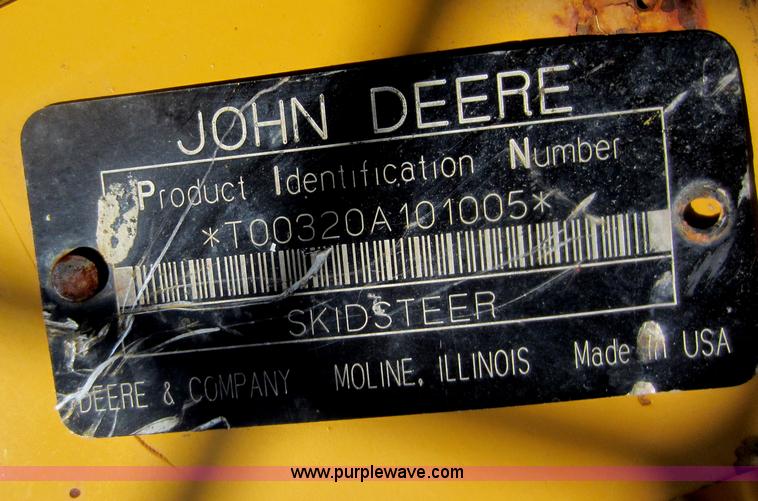 JOHN DEERE
Product Identification Number
*T00320A101005*
SKIDSTEER
DEERE & COMPANY MOLINE, ILLINOIS Made in USA
www.purplewave.com